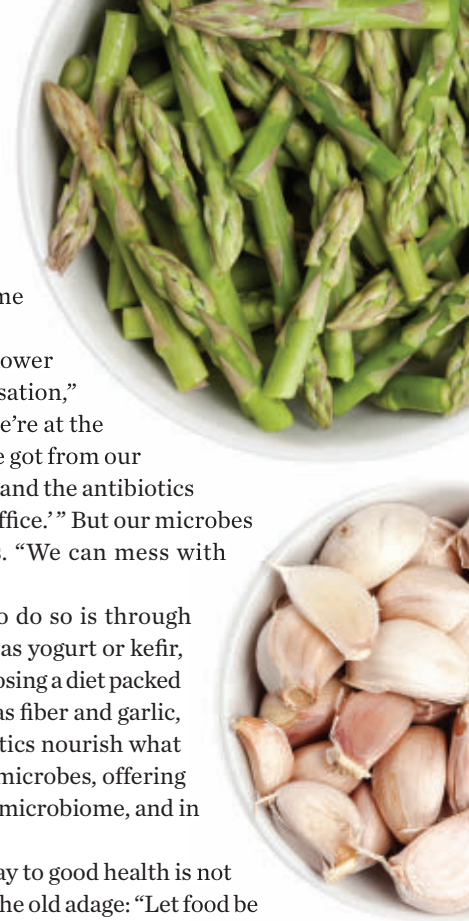 me
ower
sation,”
e’re at the
e got from our
and the antibiotics
ffice.’ ” But our microbes
s. “We can mess with
o do so is through
as yogurt or kefir,
osing a diet packed
as fiber and garlic,
tics nourish what
microbes, offering
microbiome, and in
ay to good health is not
he old adage: “Let food be